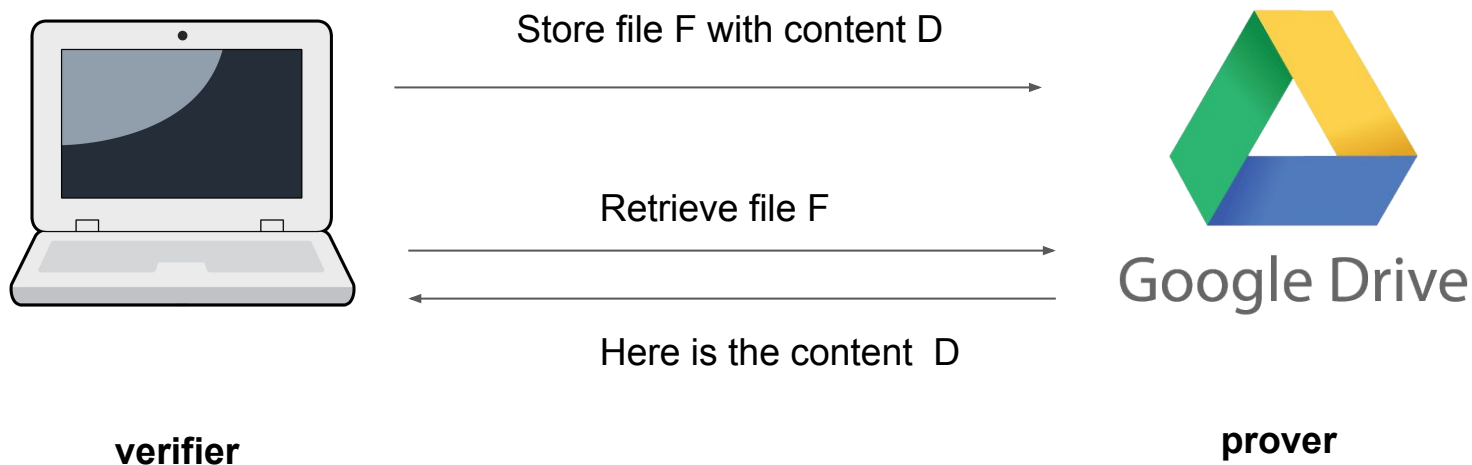 Store file F with content D
Retrieve file F
Google Drive
Here is the content D
verifier
prover